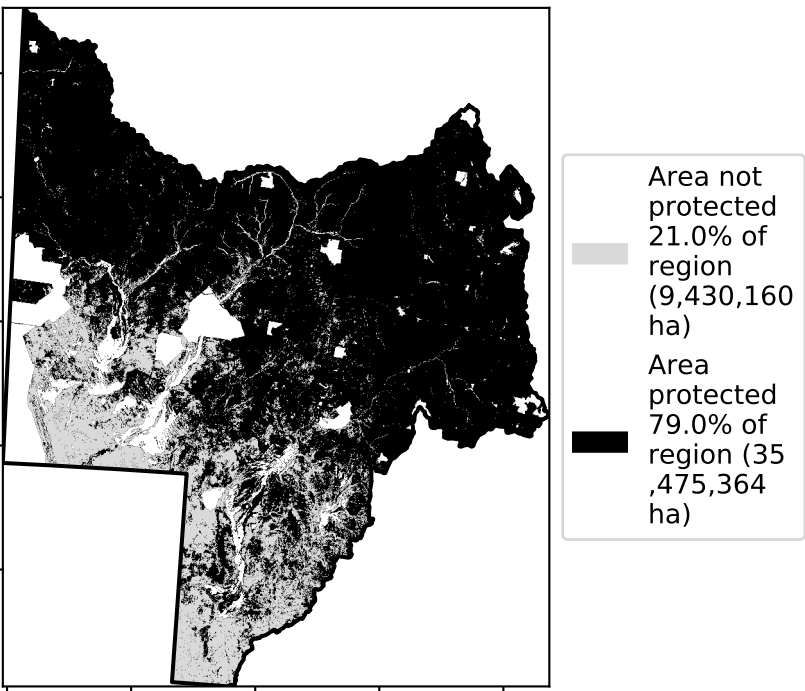 Area not
protected
21.0% of
region
(9,430,160
ha)
Area
protected
79.0% of
region (35
,475,364
ha)